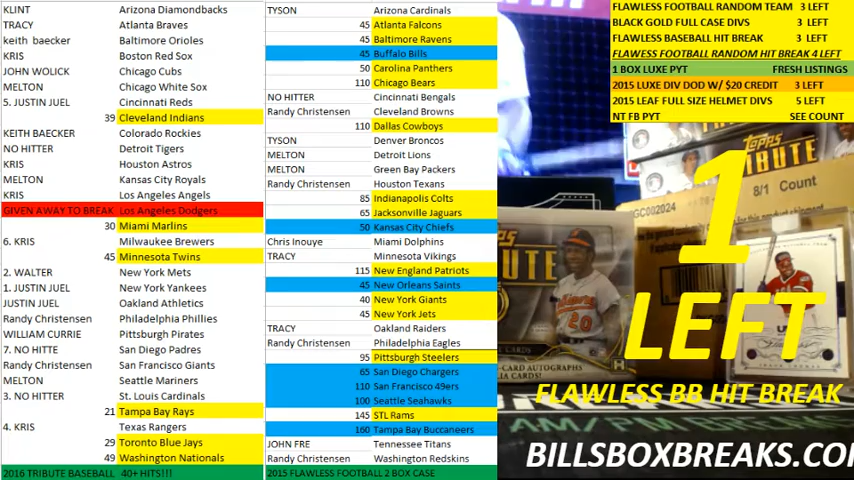 KLINT Arizona Diamondbacks
TRACY Atlanta Braves
keith baecker Baltimore Orioles
KRIS Boston Red Sox
JOHN WOLICK Chicago Cubs
MELTON Chicago White Sox
5. JUSTIN JUEL Cincinnati Reds
39 Cleveland Indians
KEITH BAECKER Colorado Rockies
NO HITTER Detroit Tigers
KRIS Houston Astros
MELTON Kansas City Royals
KRIS Los Angeles Angels
GIVEN AWAY TO BREAK Los Angeles Dodgers
30 Miami Marlins
6. KRIS Milwaukee Brewers
45 Minnesota Twins
2. WALTER New York Mets
1. JUSTIN JUEL New York Yankees
JUSTIN JUEL Oakland Athletics
Randy Christensen Philadelphia Phillies
WILLIAM CURRIE Pittsburgh Pirates
7. NO HITTE San Diego Padres
Randy Christensen San Francisco Giants
MELTON Seattle Mariners
3. NO HITTER St. Louis Cardinals
21 Tampa Bay Rays
4. KRIS Texas Rangers
29 Toronto Blue Jays
49 Washington Nationals
2016 TRIBUTE BASEBALL 40+ HITS!!!
TYSON Arizona Cardinals
45 Atlanta Falcons
45 Baltimore Ravens
45 Buffalo Bills
50 Carolina Panthers
110 Chicago Bears
NO HITTER Cincinnati Bengals
Randy Christensen Cleveland Browns
110 Dallas Cowboys
TYSON Denver Broncos
MELTON Detroit Lions
MELTON Green Bay Packers
Randy Christensen Houston Texans
85 Indianapolis Colts
65 Jacksonville Jaguars
50 Kansas City Chiefs
Chris Inouye Miami Dolphins
TRACY Minnesota Vikings
115 New England Patriots
45 New Orleans Saints
40 New York Giants
45 New York Jets
TRACY Oakland Raiders
Randy Christensen Philadelphia Eagles
95 Pittsburgh Steelers
65 San Diego Chargers
110 San Francisco 49ers
100 Seattle Seahawks
145 STL Rams
160 Tampa Bay Buccaneers
JOHN FRE Tennessee Titans
Randy Christensen Washington Redskins
2015 FLAWLESS FOOTBALL 2 BOX CASE
FLAWLESS FOOTBALL RANDOM TEAM 3 LEFT
BLACK GOLD FULL CASE DIVS 3 LEFT
FLAWLESS BASEBALL HIT BREAK 3 LEFT
FLAWLESS FOOTBALL RANDOM HIT BREAK 4 LEFT
1 BOX LUXE PYT FRESH LISTINGS
2015 LUXE DIV DOD W/ $20 CREDIT 3 LEFT
2015 LEAF FULL SIZE HELMET DIVS 5 LEFT
NT FB PYT SEE COUNT
Topps
TRIBUTE
8/1 Count
GC002024
1
LEFT
FLAWLESS BB HIT BREAK
BILLSBOXBREAKS.CO